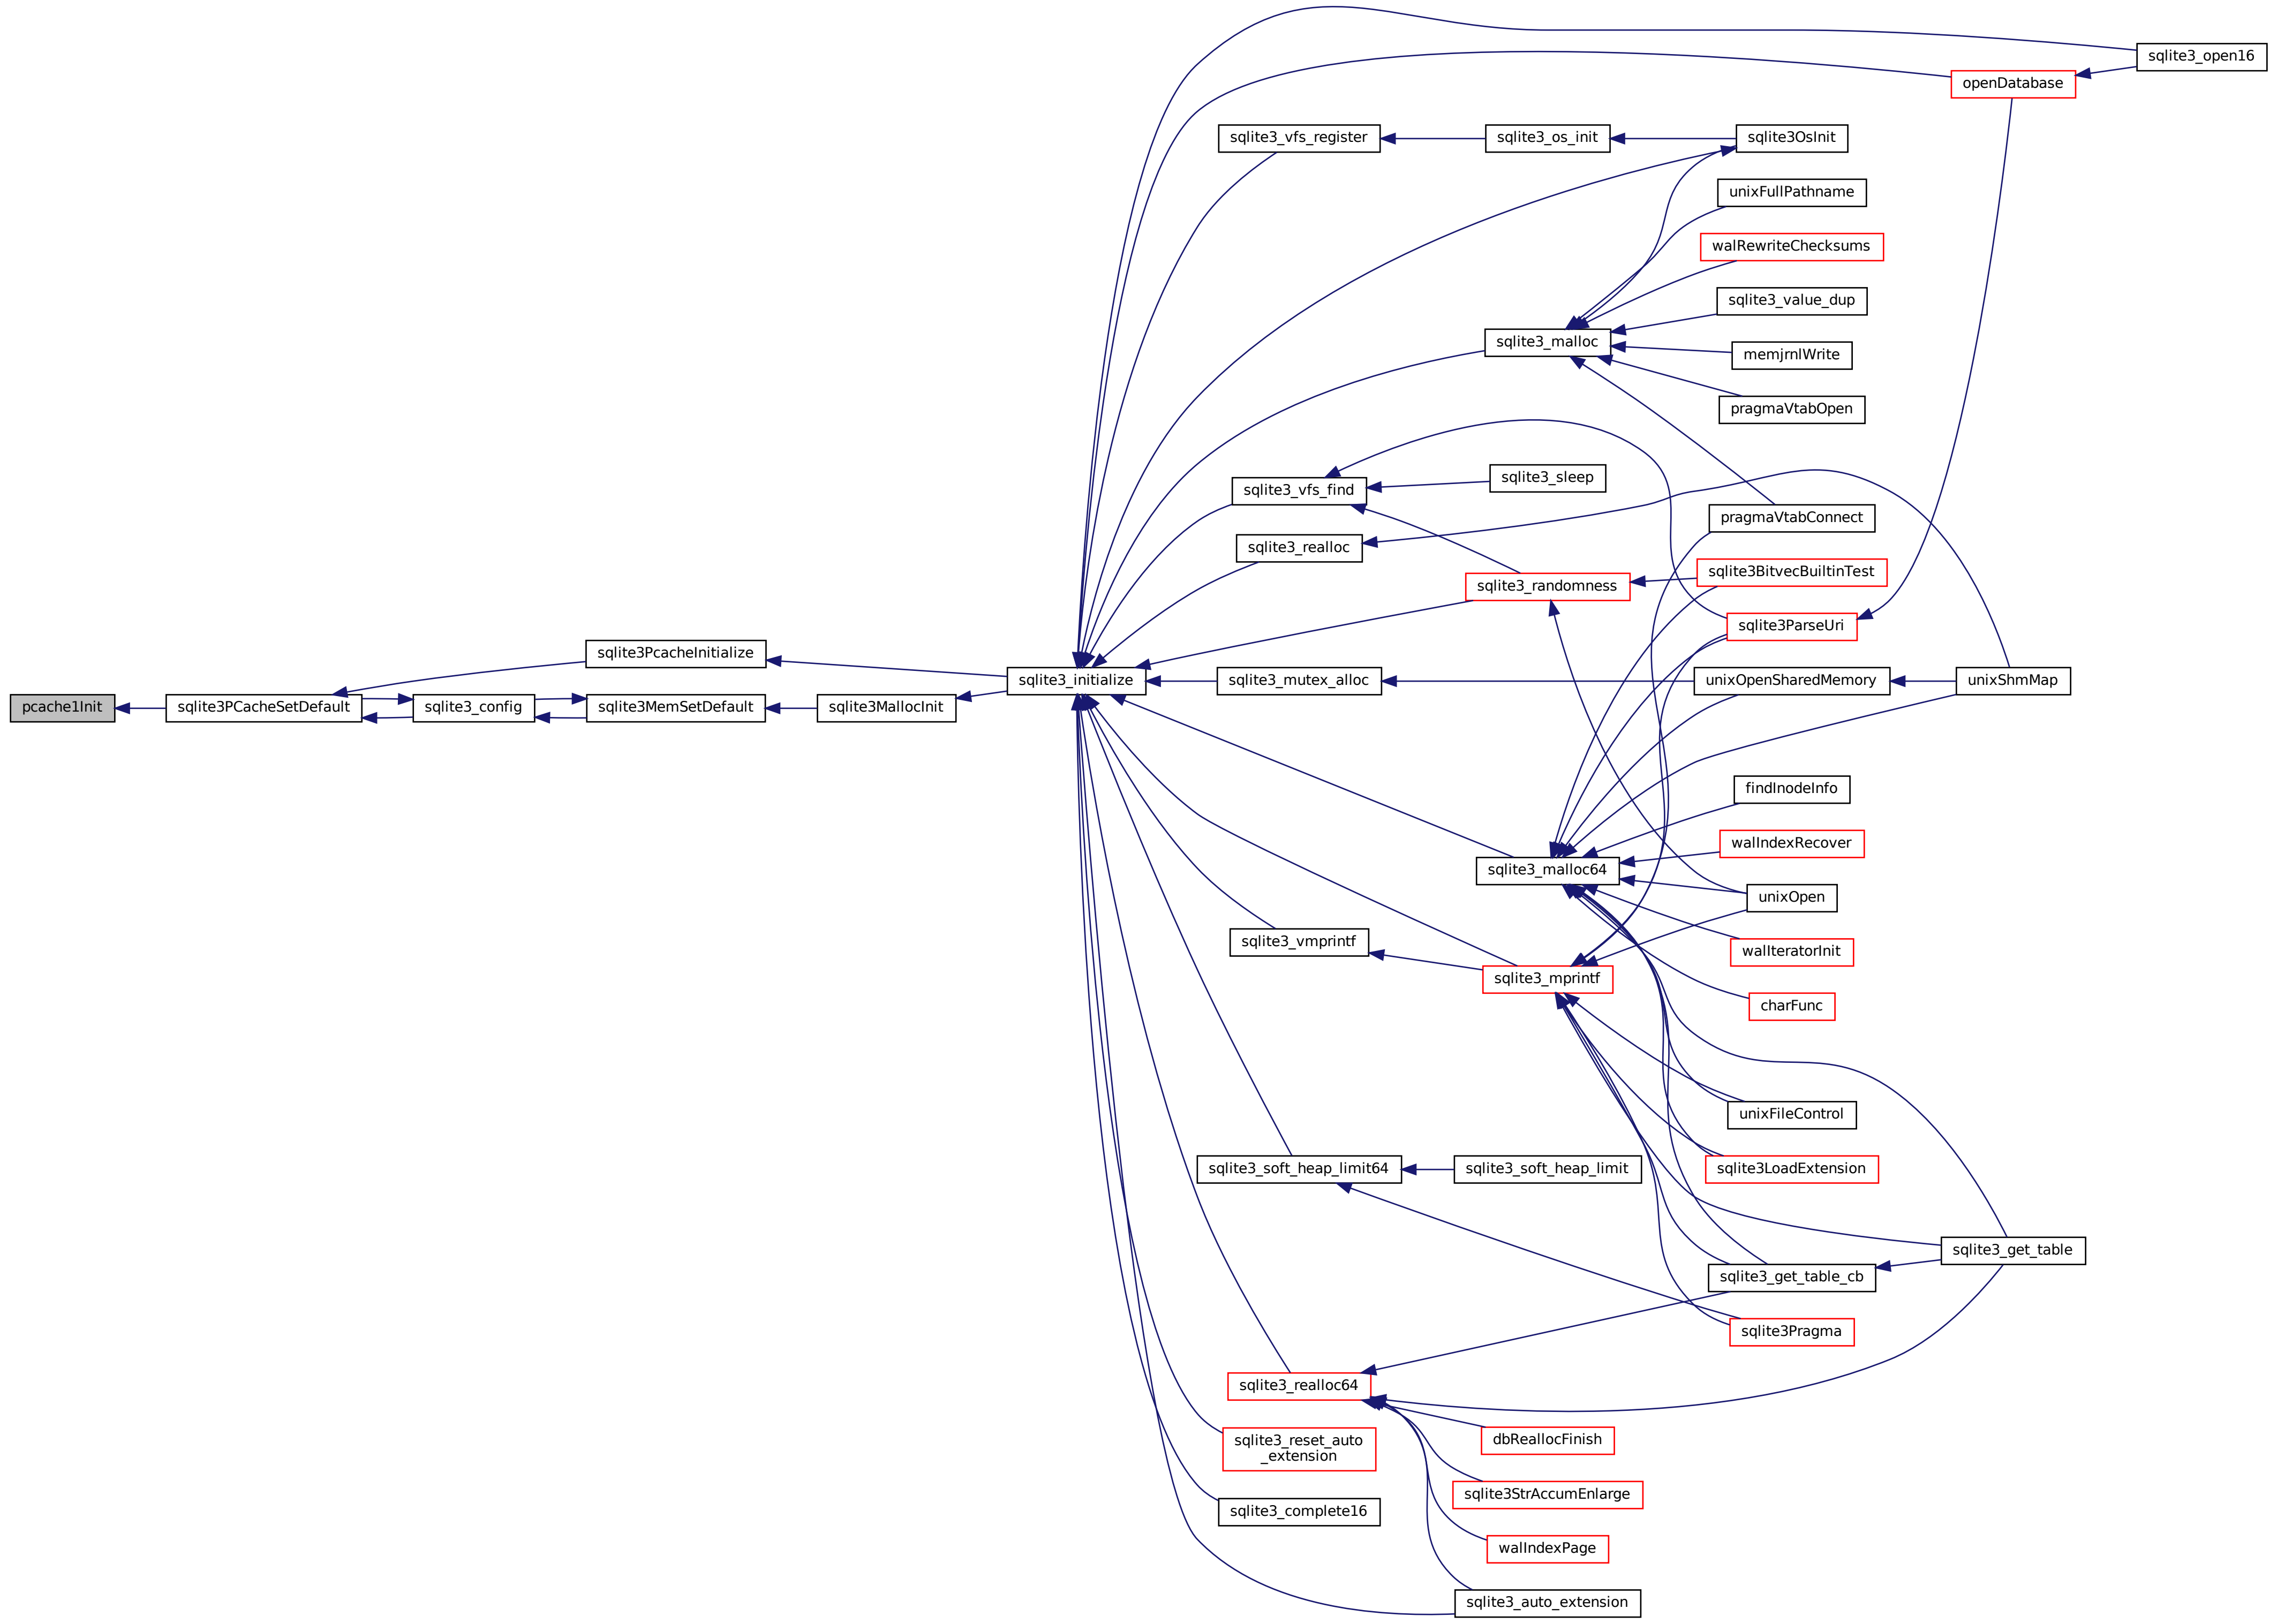 sqlite3_open16
openDatabase
sqlite3_vfs_register
sqlite3_os_init
sqlite3OsInit
unixFullPathname
walRewriteChecksums
sqlite3_value_dup
sqlite3_malloc
memjrnlWrite
pragmaVtabOpen
sqlite3_vfs_find
sqlite3_sleep
pragmaVtabConnect
sqlite3_realloc
sqlite3_randomness
sqlite3BitvecBuiltinTest
sqlite3ParseUri
sqlite3PcacheInitialize
sqlite3_initialize
sqlite3_mutex_alloc
unixOpenSharedMemory
unixShmMap
pcache1Init
sqlite3PCacheSetDefault
sqlite3_config
sqlite3MemSetDefault
sqlite3MallocInit
findInodeInfo
walIndexRecover
sqlite3_malloc64
unixOpen
sqlite3_vmprintf
walIteratorInit
sqlite3_mprintf
charFunc
unixFileControl
sqlite3_soft_heap_limit64
sqlite3_soft_heap_limit
sqlite3LoadExtension
sqlite3_get_table
sqlite3_get_table_cb
sqlite3Pragma
sqlite3_realloc64
dbReallocFinish
sqlite3_reset_auto
_extension
sqlite3StrAccumEnlarge
sqlite3_complete16
walIndexPage
sqlite3_auto_extension